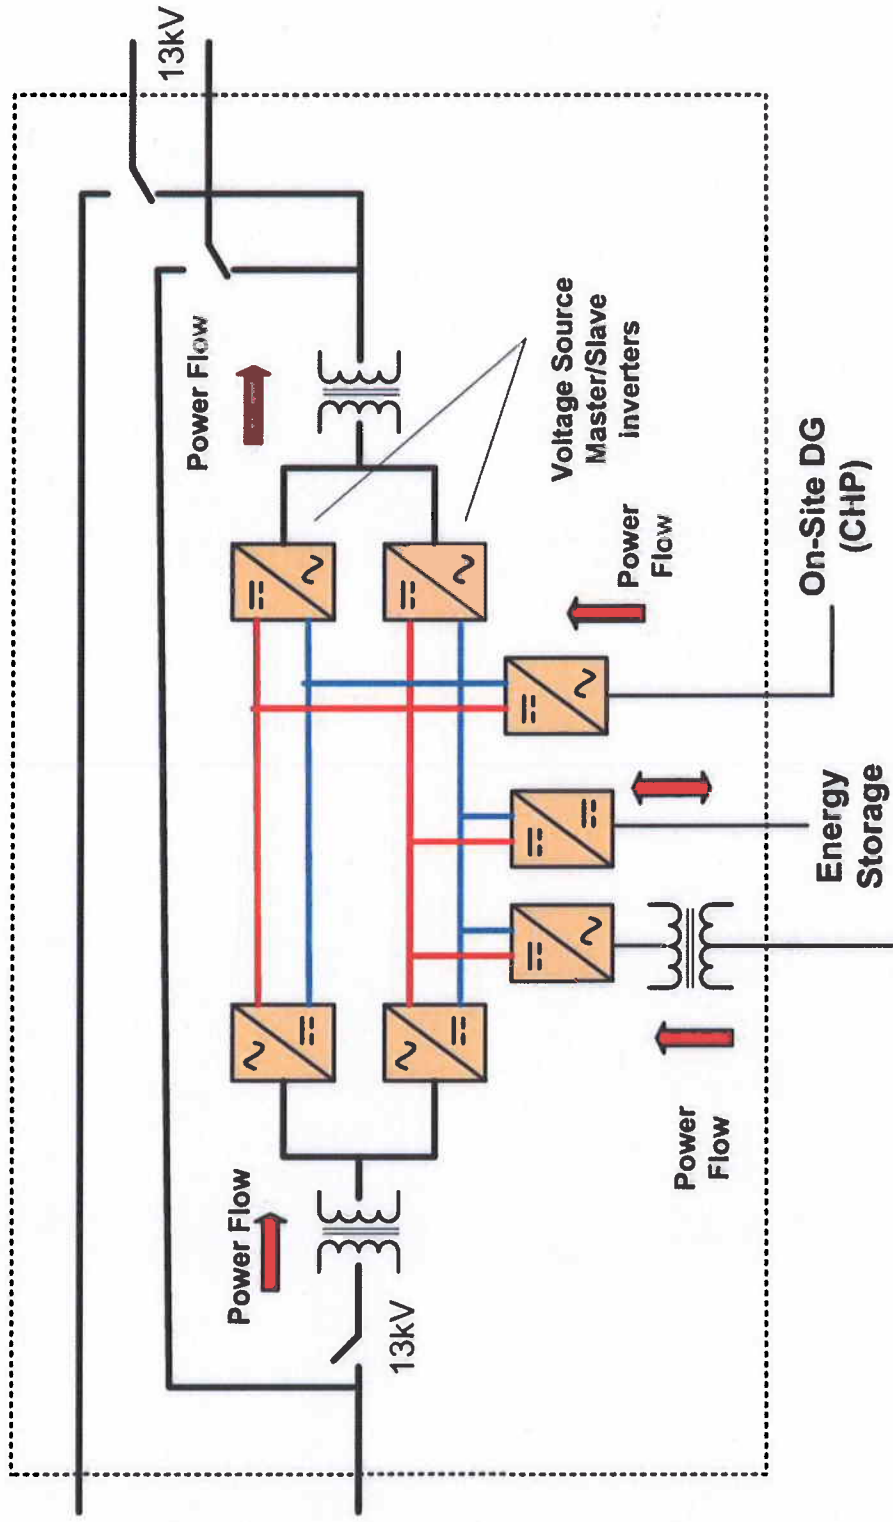 13kV
Power Flow
Power Flow
13kV
Voltage Source
Master/Slave
inverters
Power
Flow
Power
Flow
On-Site DG
(CHP)
Energy
Storage